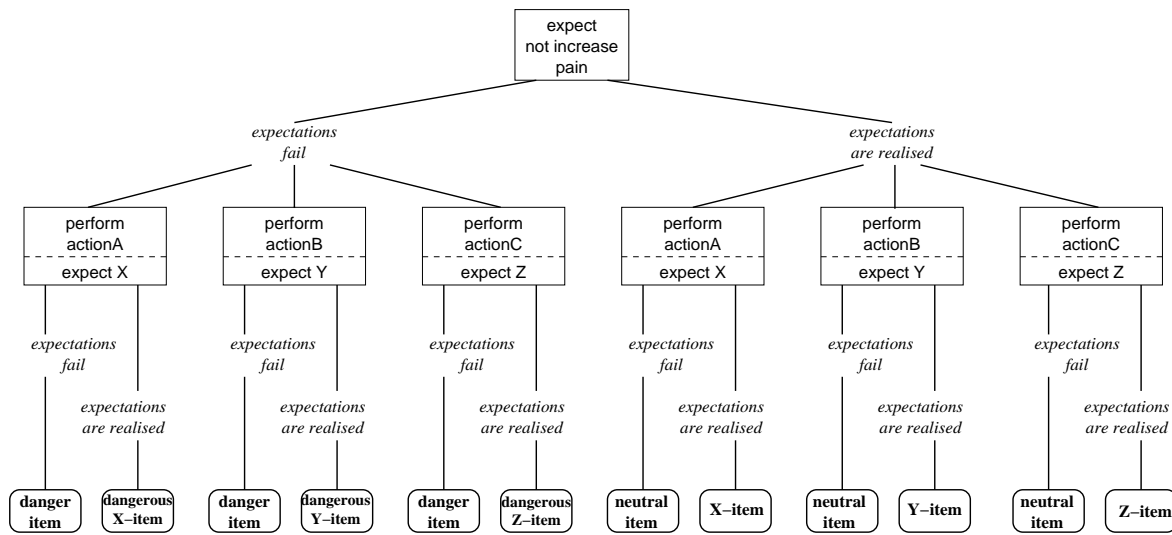 expect
not increase
pain
expectations
fail
expectations
are realised
perform
actionA
expect X
perform
actionB
expect Y
perform
actionC
expect Z
perform
actionA
expect X
perform
actionB
expect Y
perform
actionC
expect Z
expectations
fail
expectations
fail
expectations
fail
expectations
fail
expectations
fail
expectations
fail
expectations
are realised
expectations
are realised
expectations
are realised
expectations
are realised
expectations
are realised
expectations
are realised
danger
item
dangerous
X−item
danger
item
dangerous
Y−item
danger
item
dangerous
Z−item
neutral
item
X−item
neutral
item
Y−item
neutral
item
Z−item